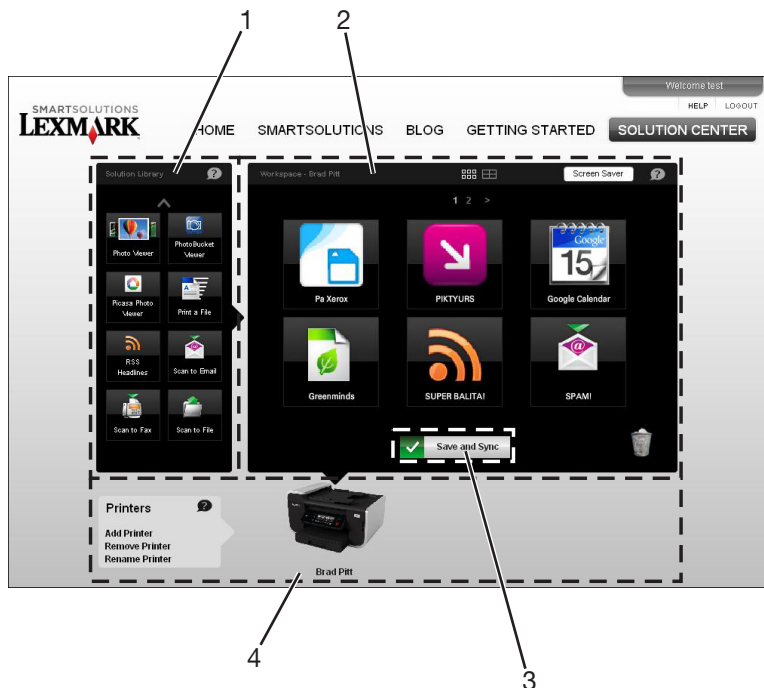 1
2
Welcome test
HELP LOGOUT
SMARTSOLUTIONS
LEXMARK
HOME SMARTSOLUTIONS BLOG GETTING STARTED SOLUTION CENTER
Solution Library ?
Workspace - Brad Pitt
Screen Saver ?
1 2 >
Photo Viewer
PhotoBucket
Viewer
Picasa Photo
Viewer
Print a File
RSS
Headlines
Scan to Email
Scan to Fax
Scan to File
Pa Xerox
PIKTYURS
Google
15
Google Calendar
Greenminds
SUPER BALITA!
@
SPAM!
Save and Sync
Printers ?
Add Printer
Remove Printer
Rename Printer
Brad Pitt
4
3